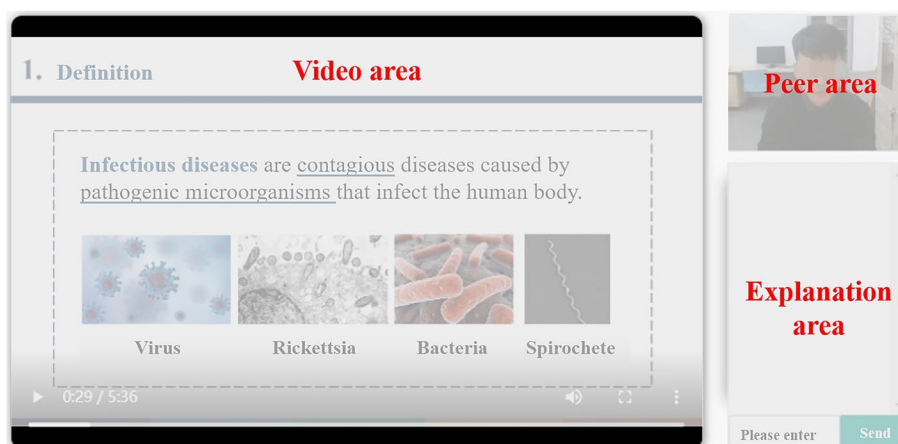 1. Definition
Video area
Infectious diseases are contagious diseases caused by
pathogenic microorganisms that infect the human body.
Virus
Rickettsia
Bacteria
Spirochete
0:29 / 5:36
Peer area
Explanation
area
Please enter
Send